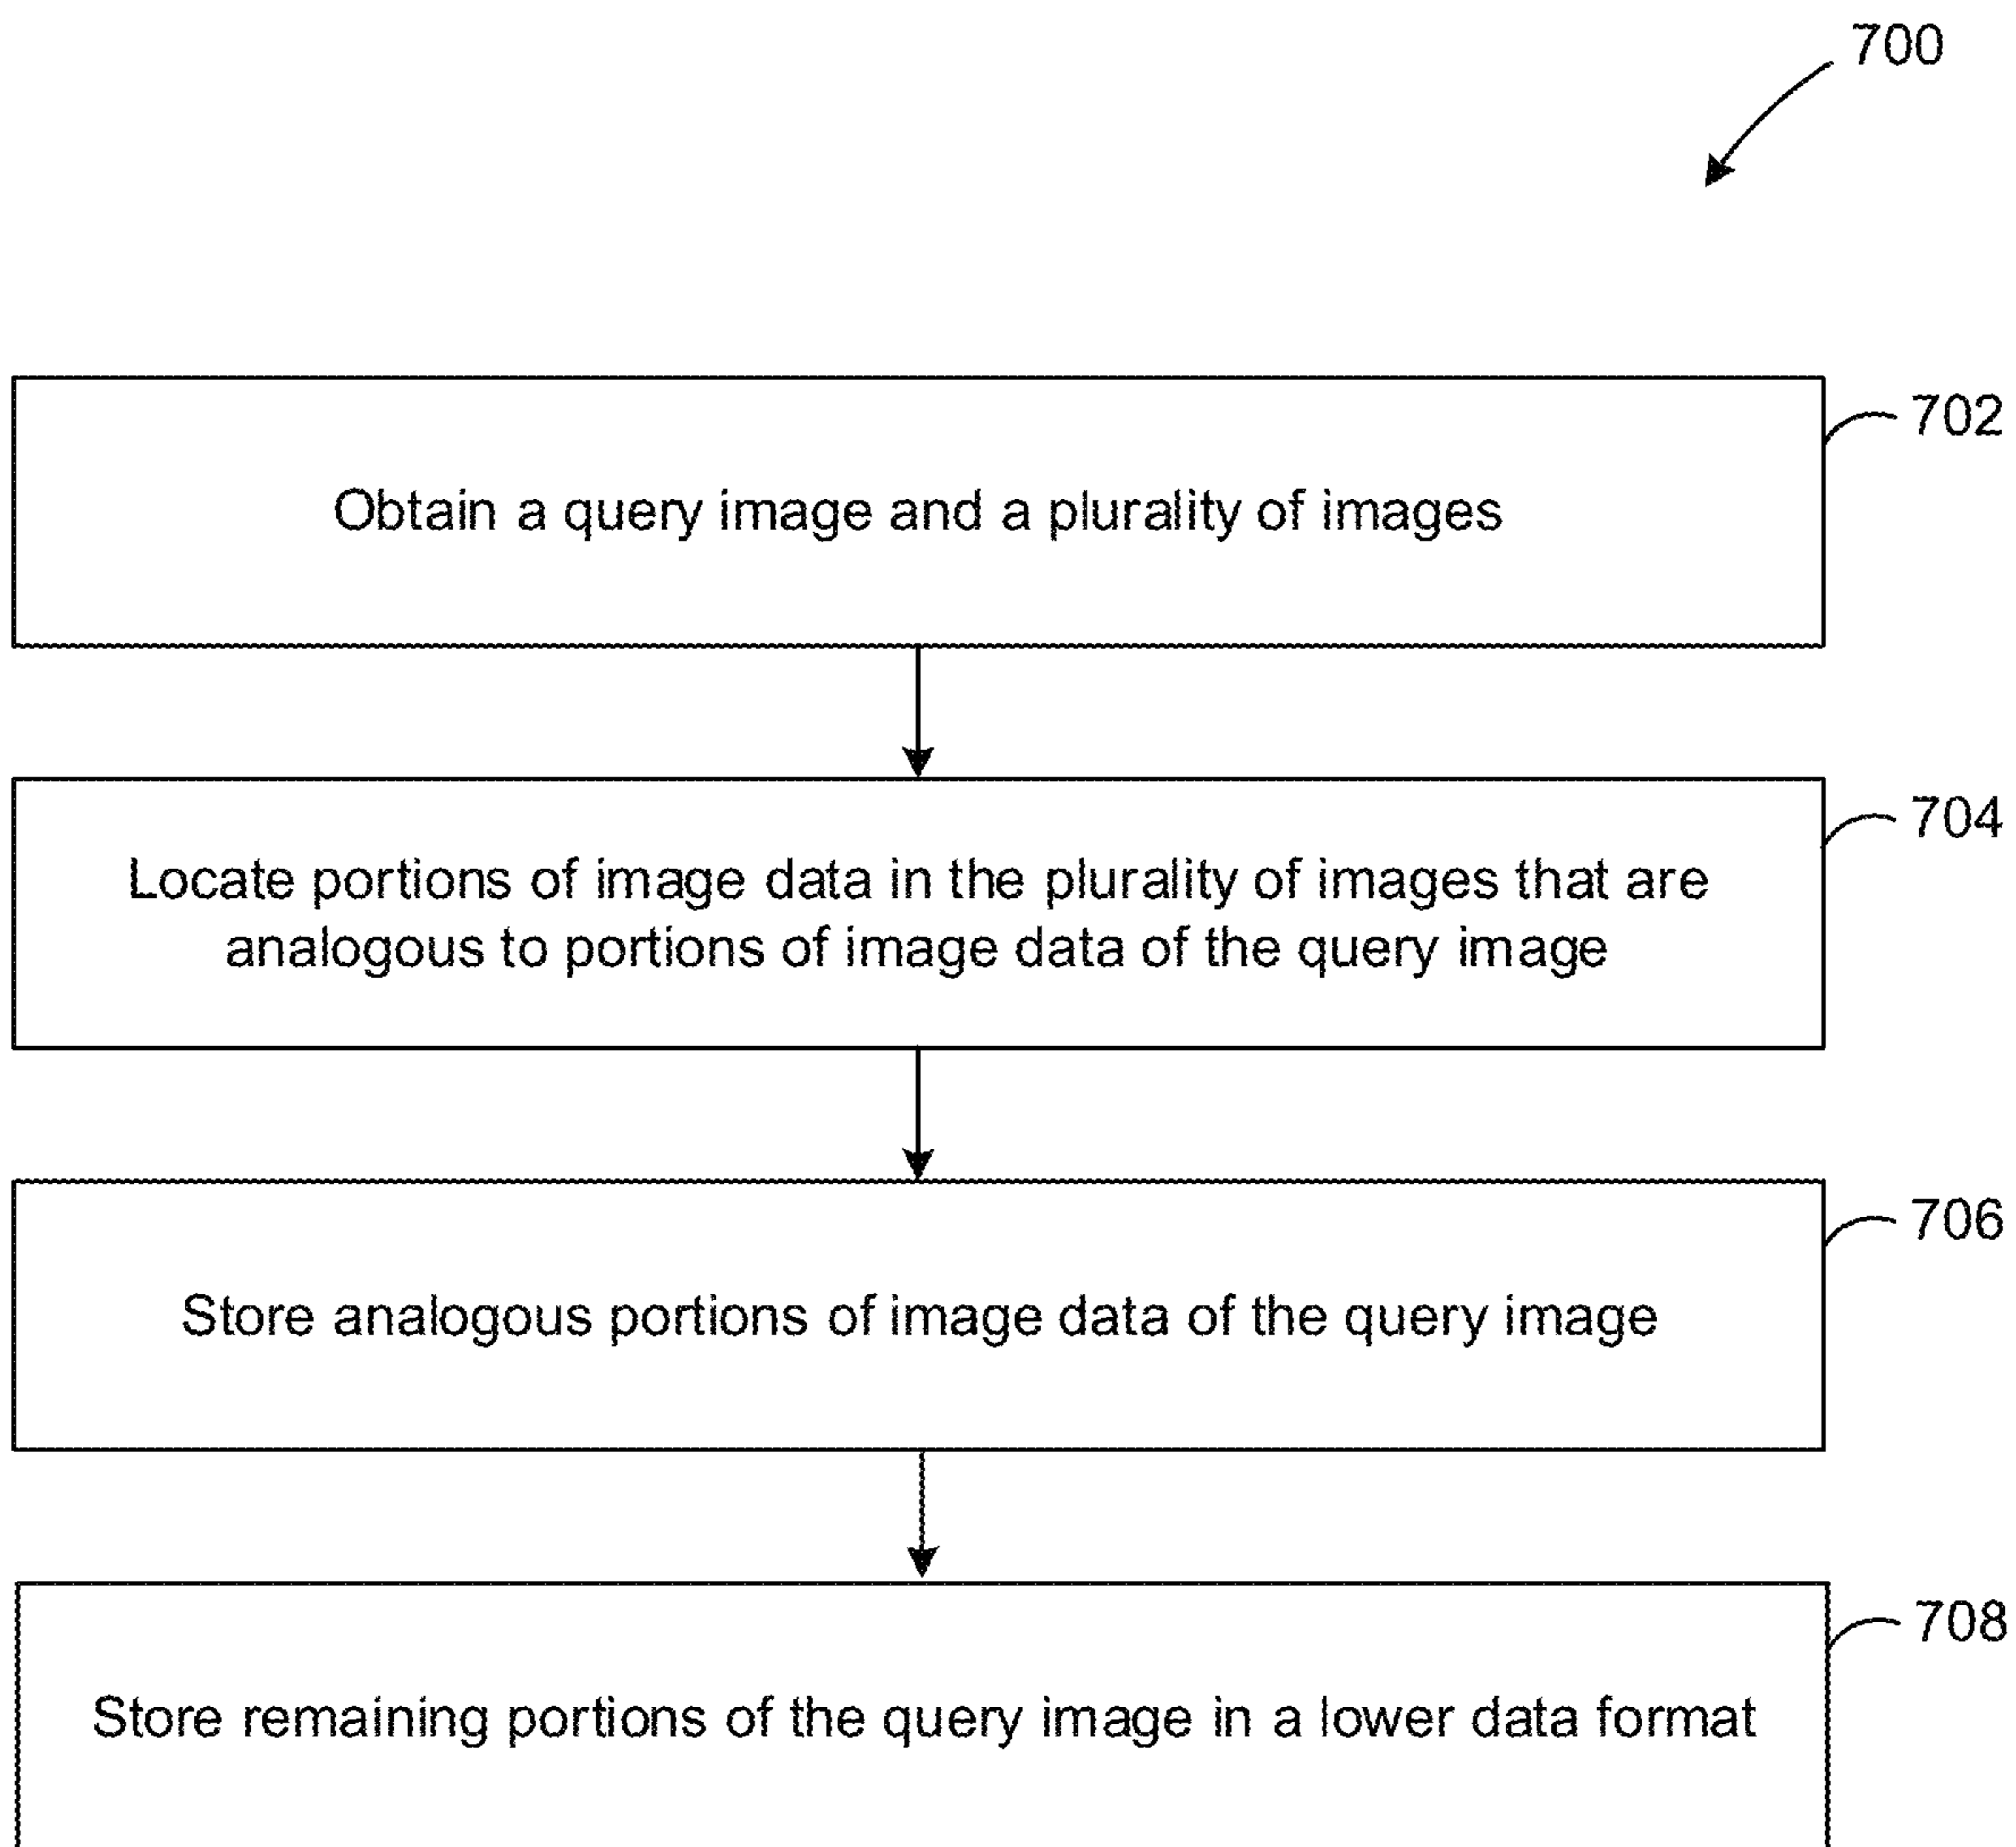 700
702
Obtain a query image and a plurality of images
704
Locate portions of image data in the plurality of images that are
analogous to portions of image data of the query image
706
Store analogous portions of image data of the query image
708
Store remaining portions of the query image in a lower data format